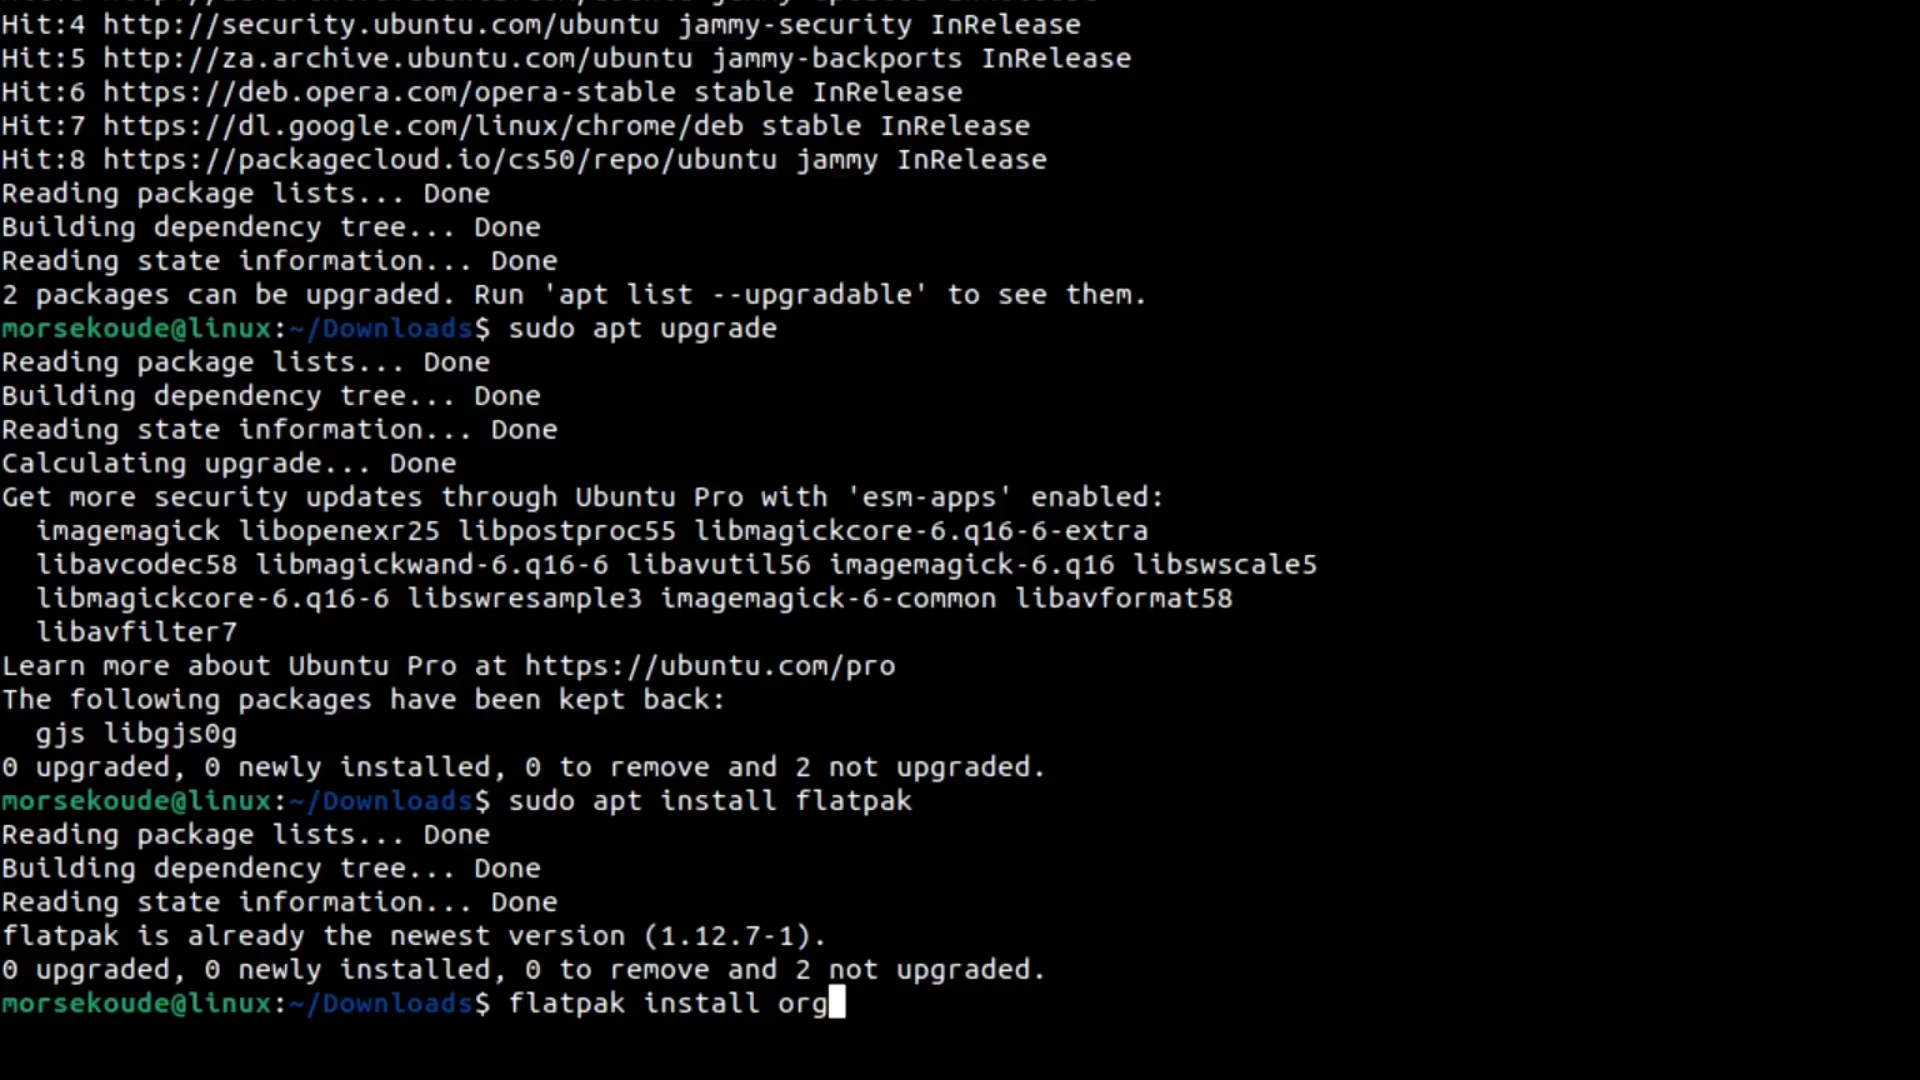 Hit:4 http://security.ubuntu.com/ubuntu jammy-security InRelease
Hit:5 http://za.archive.ubuntu.com/ubuntu jammy-backports InRelease
Hit:6 https://deb.opera.com/opera-stable stable InRelease
Hit:7 https://dl.google.com/linux/chrome/deb stable InRelease
Hit:8 https://packagecloud.io/cs50/repo/ubuntu jammy InRelease
Reading package lists... Done
Building dependency tree... Done
Reading state information... Done
2 packages can be upgraded. Run 'apt list --upgradable' to see them.
morsekoude@linux:~/Downloads$ sudo apt upgrade
Reading package lists... Done
Building dependency tree... Done
Reading state information... Done
Calculating upgrade... Done
Get more security updates through Ubuntu Pro with 'esm-apps' enabled:
  imagemagick libopenexr25 libpostproc55 libmagickcore-6.q16-6-extra
  libavcodec58 libmagickwand-6.q16-6 libavutil56 imagemagick-6.q16 libswscale5
  libmagickcore-6.q16-6 libswresample3 imagemagick-6-common libavformat58
  libavfilter7
Learn more about Ubuntu Pro at https://ubuntu.com/pro
The following packages have been kept back:
  gjs libgjs0g
0 upgraded, 0 newly installed, 0 to remove and 2 not upgraded.
morsekoude@linux:~/Downloads$ sudo apt install flatpak
Reading package lists... Done
Building dependency tree... Done
Reading state information... Done
flatpak is already the newest version (1.12.7-1).
0 upgraded, 0 newly installed, 0 to remove and 2 not upgraded.
morsekoude@linux:~/Downloads$ flatpak install org